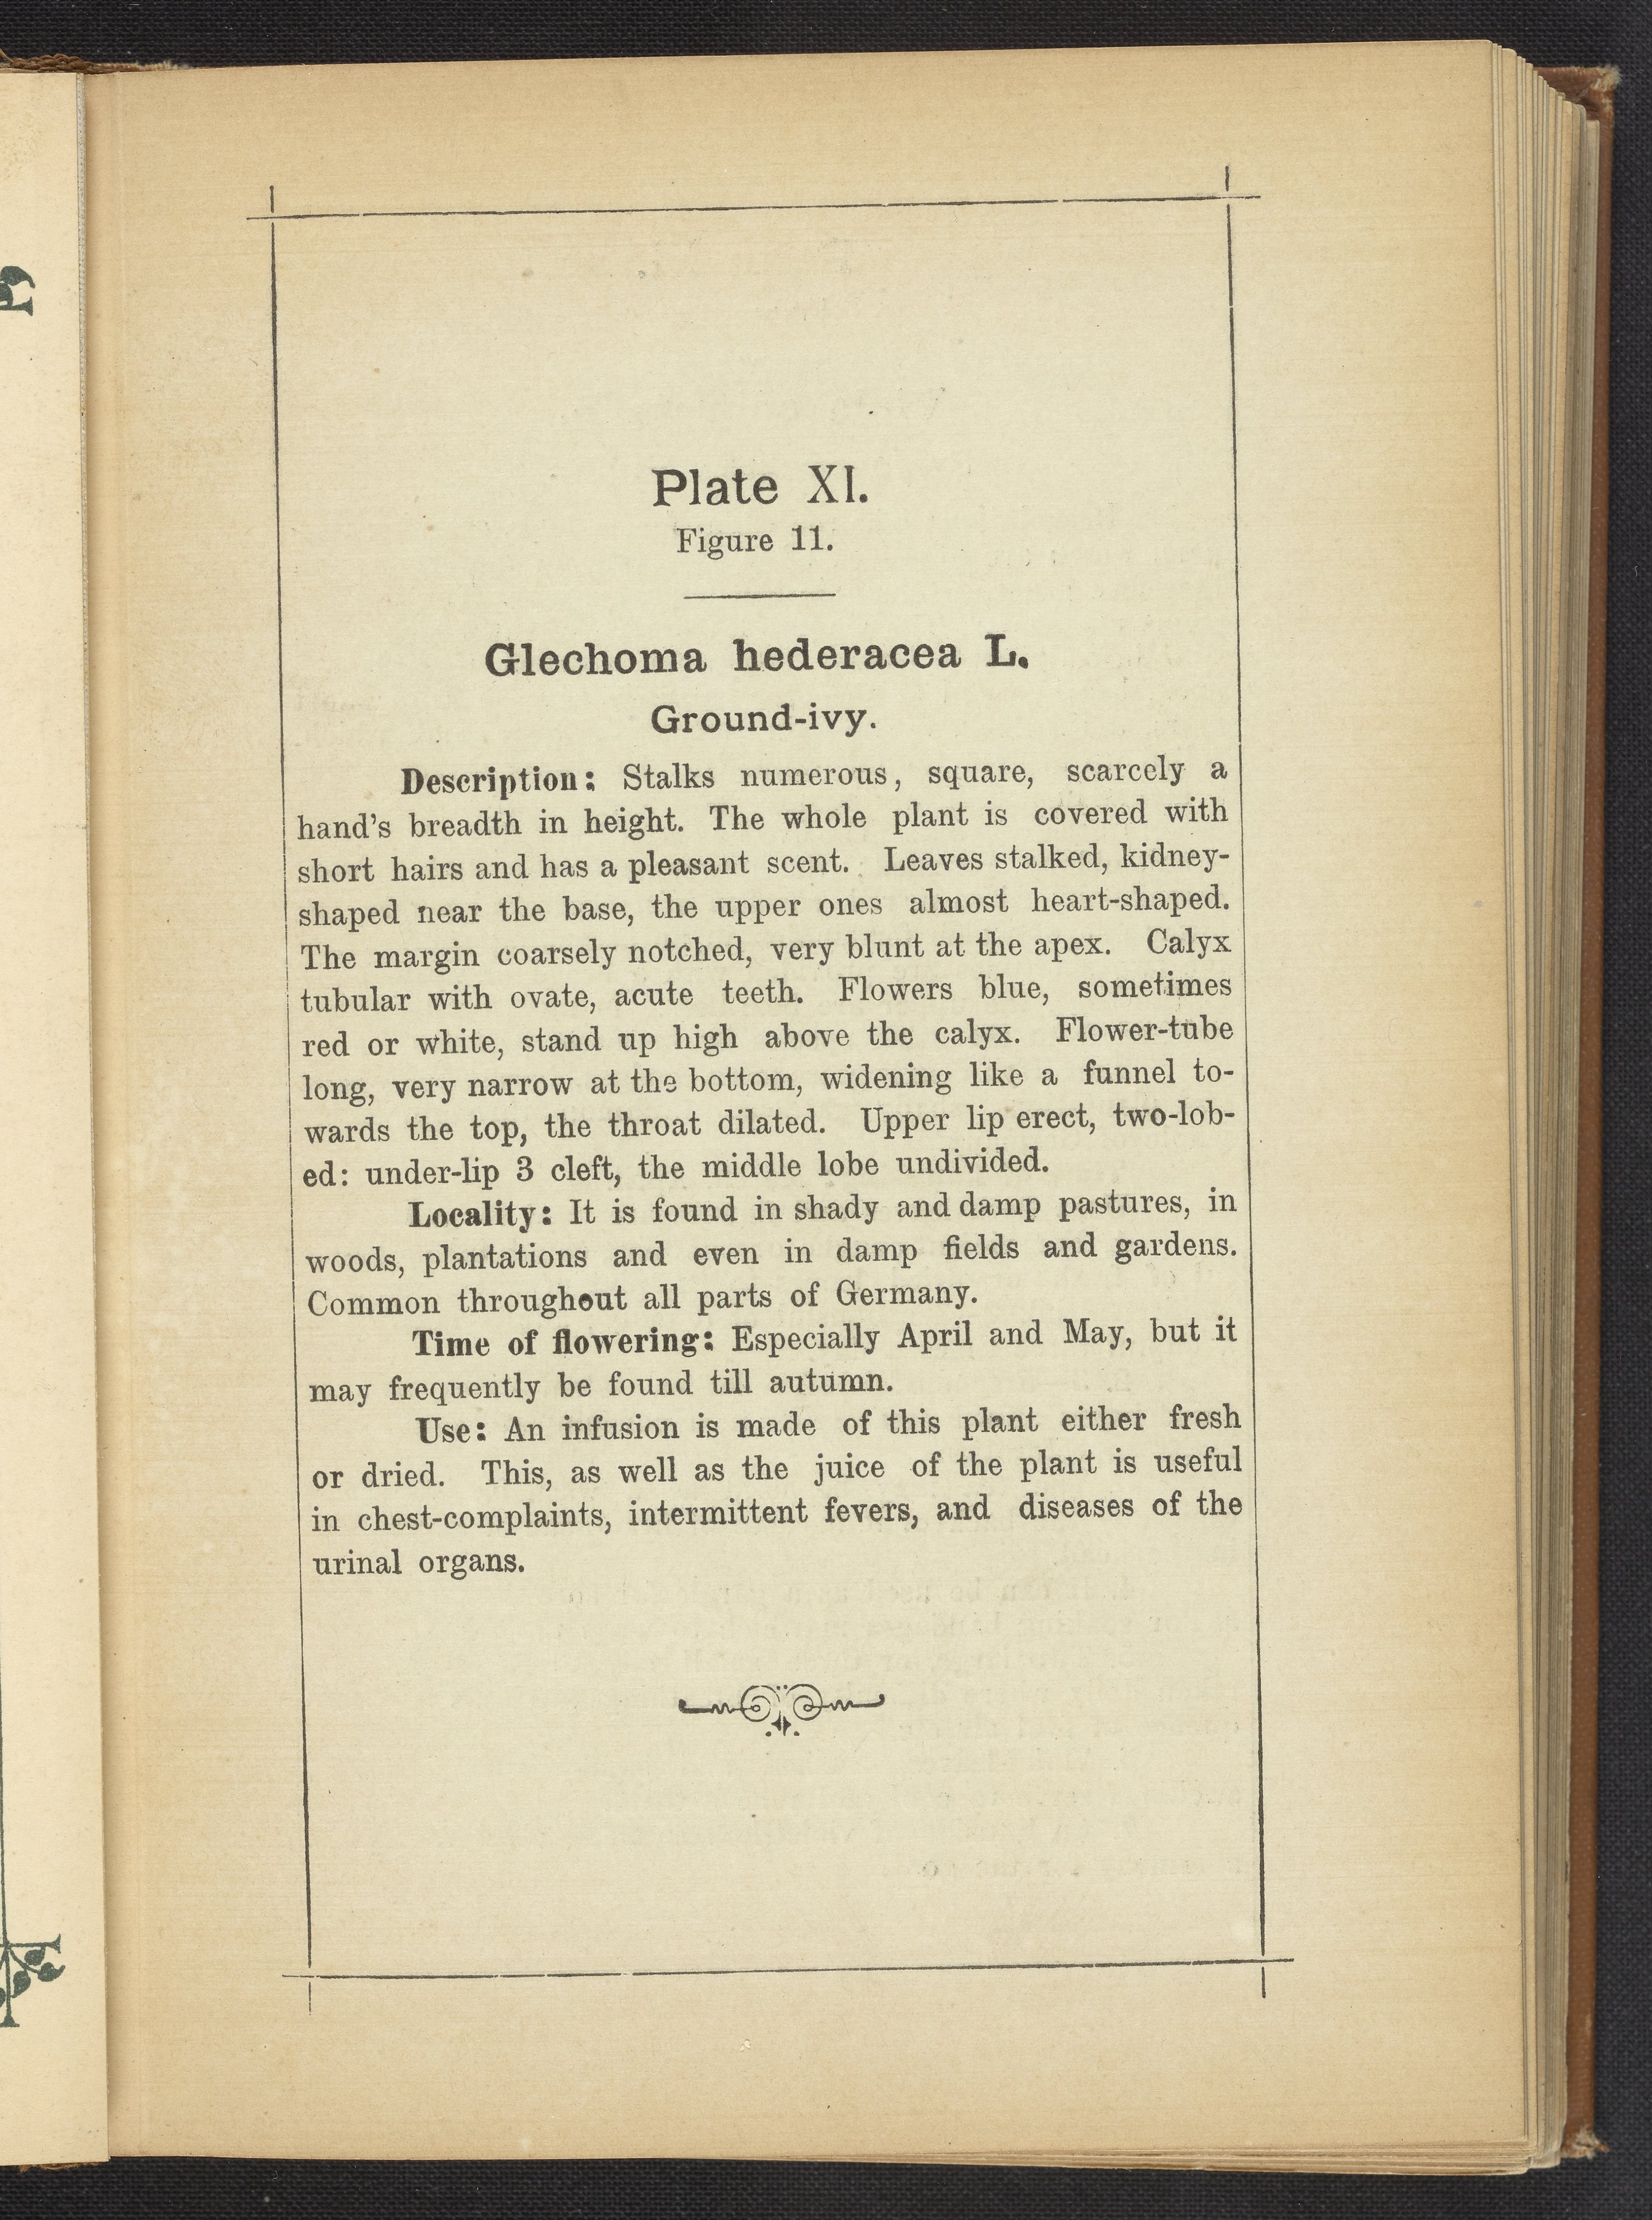 Plate XI.
Figure 11.
Glechoma hederacea L.
Ground-ivy.
Description: Stalks numerous, square, scarcely a
hand's breadth in height. The whole plant is covered with
short hairs and has a pleasant scent. Leaves stalked, kidney-
shaped near the base, the upper ones almost heart-shaped.
The margin coarsely notched, very blunt at the apex. Calyx
tubular with ovate, acute teeth. Flowers blue, sometimes
red or white, stand up high above the calyx. Flower-tube
long, very narrow at the bottom, widening like a funnel to-
wards the top, the throat dilated. Upper lip erect, two-lob-
ed: under-lip 3 cleft, the middle lobe undivided.
Locality: It is found in shady and damp pastures, in
woods, plantations and even in damp fields and gardens.
Common throughout all parts of Germany.
Time of flowering: Especially April and May, but it
may frequently be found till autumn.
Use: An infusion is made of this plant either fresh
or dried. This, as well as the juice of the plant is useful
in chest-complaints, intermittent fevers, and diseases of the
urinal organs.